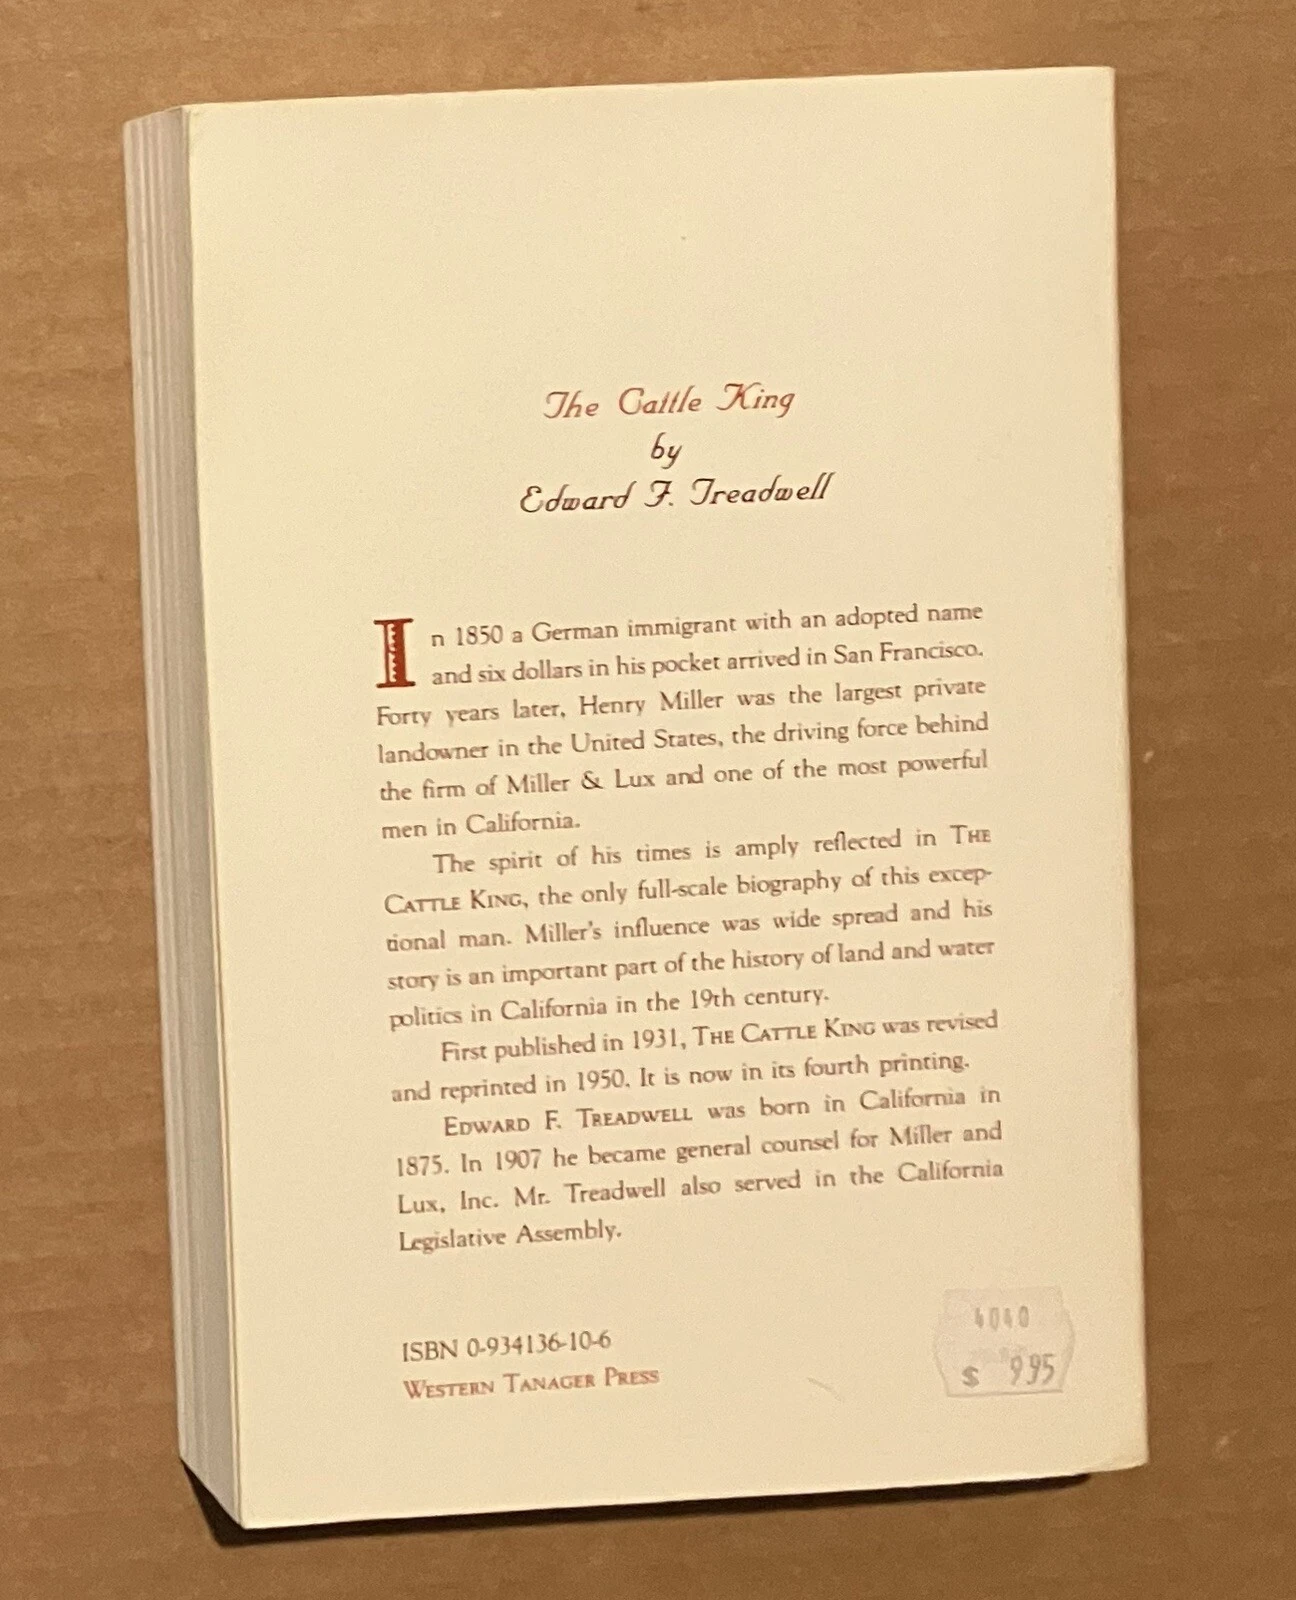 The Cattle King
by
Edward F. Treadwell
In 1850 a German immigrant with an adopted name
and six dollars in his pocket arrived in San Francisco.
Forty years later, Henry Miller was the largest private
landowner in the United States, the driving force behind
the firm of Miller & Lux and one of the most powerful
men in California.
The spirit of his times is amply reflected in THE
CATTLE KING, the only full-scale biography of this excep-
tional man. Miller's influence was wide spread and his
story is an important part of the history of land and water
politics in California in the 19th century.
First published in 1931, THE CATTLE KING was revised
and reprinted in 1950. It is now in its fourth printing.
EDWARD F. TREADWELL was born in California in
1875. In 1907 he became general counsel for Miller and
Lux, Inc. Mr. Treadwell also served in the California
Legislative Assembly.
ISBN 0-934136-10-6
WESTERN TANAGER PRESS
4040
$ 995